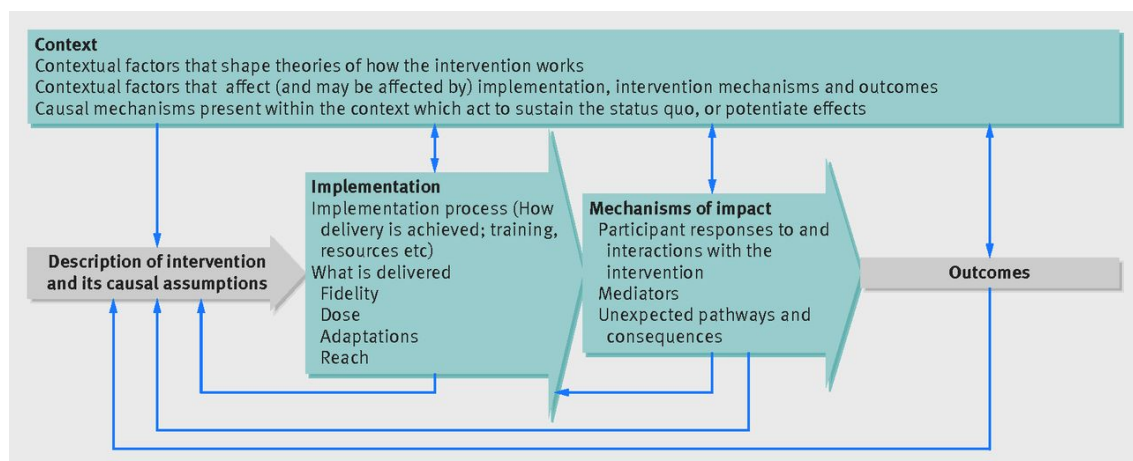 Context
Contextual factors that shape theories of how the intervention works
Contextual factors that affect (and may be affected by) implementation, intervention mechanisms and outcomes
Causal mechanisms present within the context which act to sustain the status quo, or potentiate effects
Description of intervention
and its causal assumptions
Implementation
Implementation process (How
delivery is achieved; training,
resources etc)
What is delivered
Fidelity
Dose
Adaptations
Reach
Mechanisms of impact
Participant responses to and
interactions with the
intervention
Mediators
Unexpected pathways and
consequences
Outcomes